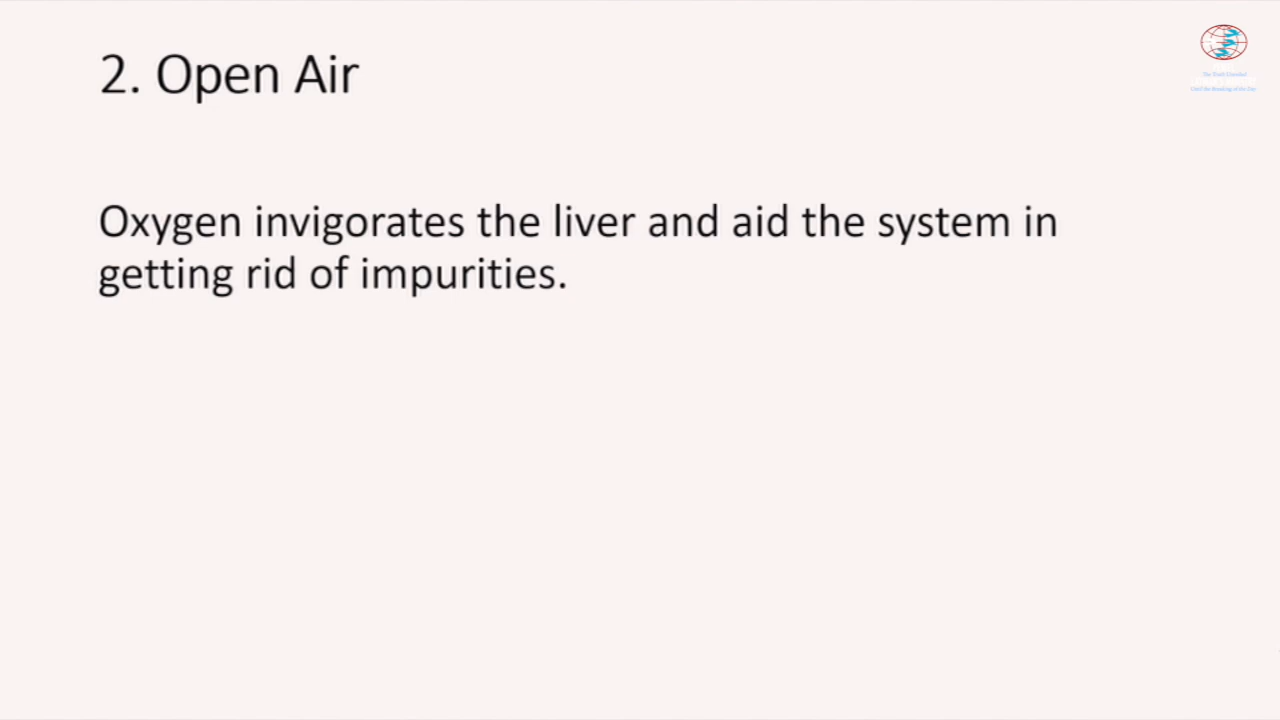 2. Open Air
Oxygen invigorates the liver and aid the system in
getting rid of impurities.